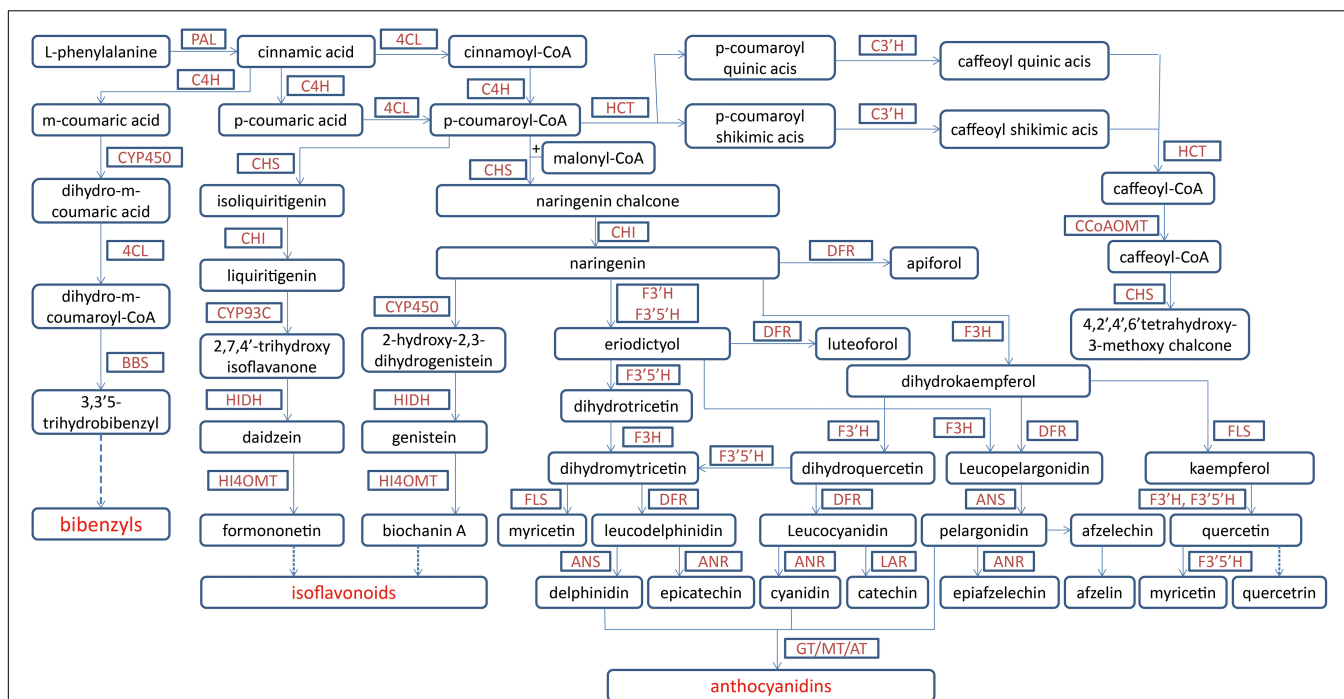 L-phenylalanine
PAL
cinnamic acid
4CL
cinnamoyl-CoA
p-coumaroyl
quinic acis
C3'H
caffeoyl quinic acis
C4H
C4H
C4H
m-coumaric acid
p-coumaric acid
4CL
p-coumaroyl-CoA
HCT
p-coumaroyl
shikimic acis
C3'H
caffeoyl shikimic acis
CYP450
CHS
+
malonyl-CoA
CHS
HCT
dihydro-m-
coumaric acid
isoliquiritigenin
naringenin chalcone
caffeoyl-CoA
CHI
CHI
CCoAOMT
4CL
liquiritigenin
naringenin
DFR
apiforol
caffeoyl-CoA
dihydro-m-
coumaroyl-CoA
CYP93C
CYP450
F3'H
F3'5'H
CHS
2,7,4'-trihydroxy
isoflavanone
2-hydroxy-2,3-
dihydrogenistein
eriodictyol
DFR
luteoforol
F3H
4,2',4',6'tetrahydroxy-
3-methoxy chalcone
BBS
F3'5'H
dihydrokaempferol
3,3'5-
trihydrobibenzyl
HIDH
HIDH
dihydrotricetin
daidzein
genistein
F3H
F3'H
F3H
DFR
FLS
F3'5'H
dihydromytricetin
dihydroquercetin
Leucopelargonidin
kaempferol
HI4OMT
HI4OMT
FLS
DFR
DFR
ANS
F3'H, F3'5'H
bibenzyls
formononetin
biochanin A
myricetin
leucodelphinidin
Leucocyanidin
pelargonidin
afzelechin
quercetin
ANS
ANR
ANR
LAR
ANR
F3'5'H
isoflavonoids
delphinidin
epicatechin
cyanidin
catechin
epiafzelechin
afzelin
myricetin
quercetrin
GT/MT/AT
anthocyanidins